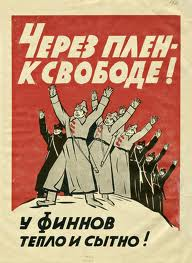 ЧЕРЕЗ ПЛЕН-
К СВОБОДЕ!
У ФИННОВ
ТЕПЛО И СЫТНО!